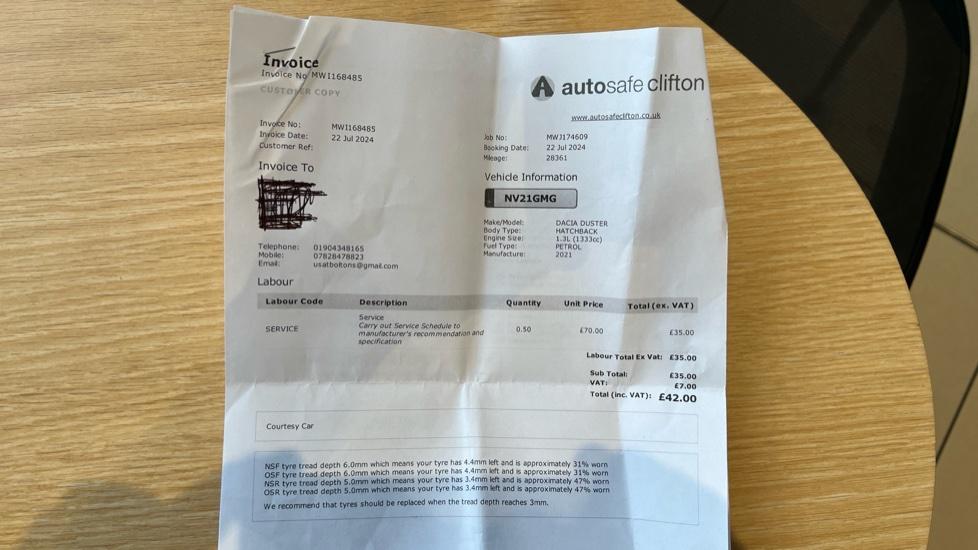 Invoice
Invoice No MWI168485
CUSTOMER COPY
autosafe clifton
www.autosafeclifton.co.uk
Invoice No: MWI168485
Invoice Date: 22 Jul 2024
Customer Ref:
Job No: MWJ174609
Booking Date: 22 Jul 2024
Mileage: 28361
Invoice To
Vehicle Information
NV21GMG
Make/Model: DACIA DUSTER
Body Type: HATCHBACK
Engine Size: 1.3L (1333cc)
Fuel Type: PETROL
Manufacture: 2021
Telephone: 01904348165
Mobile: 07828478823
Email: usatboltons@gmail.com
Labour
Labour Code Description Quantity Unit Price Total (ex. VAT)
Service
SERVICE Carry out Service Schedule to 0.50 £70.00 £35.00
manufacturer's recommendation and
specification
Labour Total Ex Vat: £35.00
Sub Total: £35.00
VAT: £7.00
Total (inc. VAT): £42.00
Courtesy Car
NSF tyre tread depth 6.0mm which means your tyre has 4.4mm left and is approximately 31% worn
OSF tyre tread depth 6.0mm which means your tyre has 4.4mm left and is approximately 31% worn
NSR tyre tread depth 5.0mm which means your tyre has 3.4mm left and is approximately 47% worn
OSR tyre tread depth 5.0mm which means your tyre has 3.4mm left and is approximately 47% worn
We recommend that tyres should be replaced when the tread depth reaches 3mm.